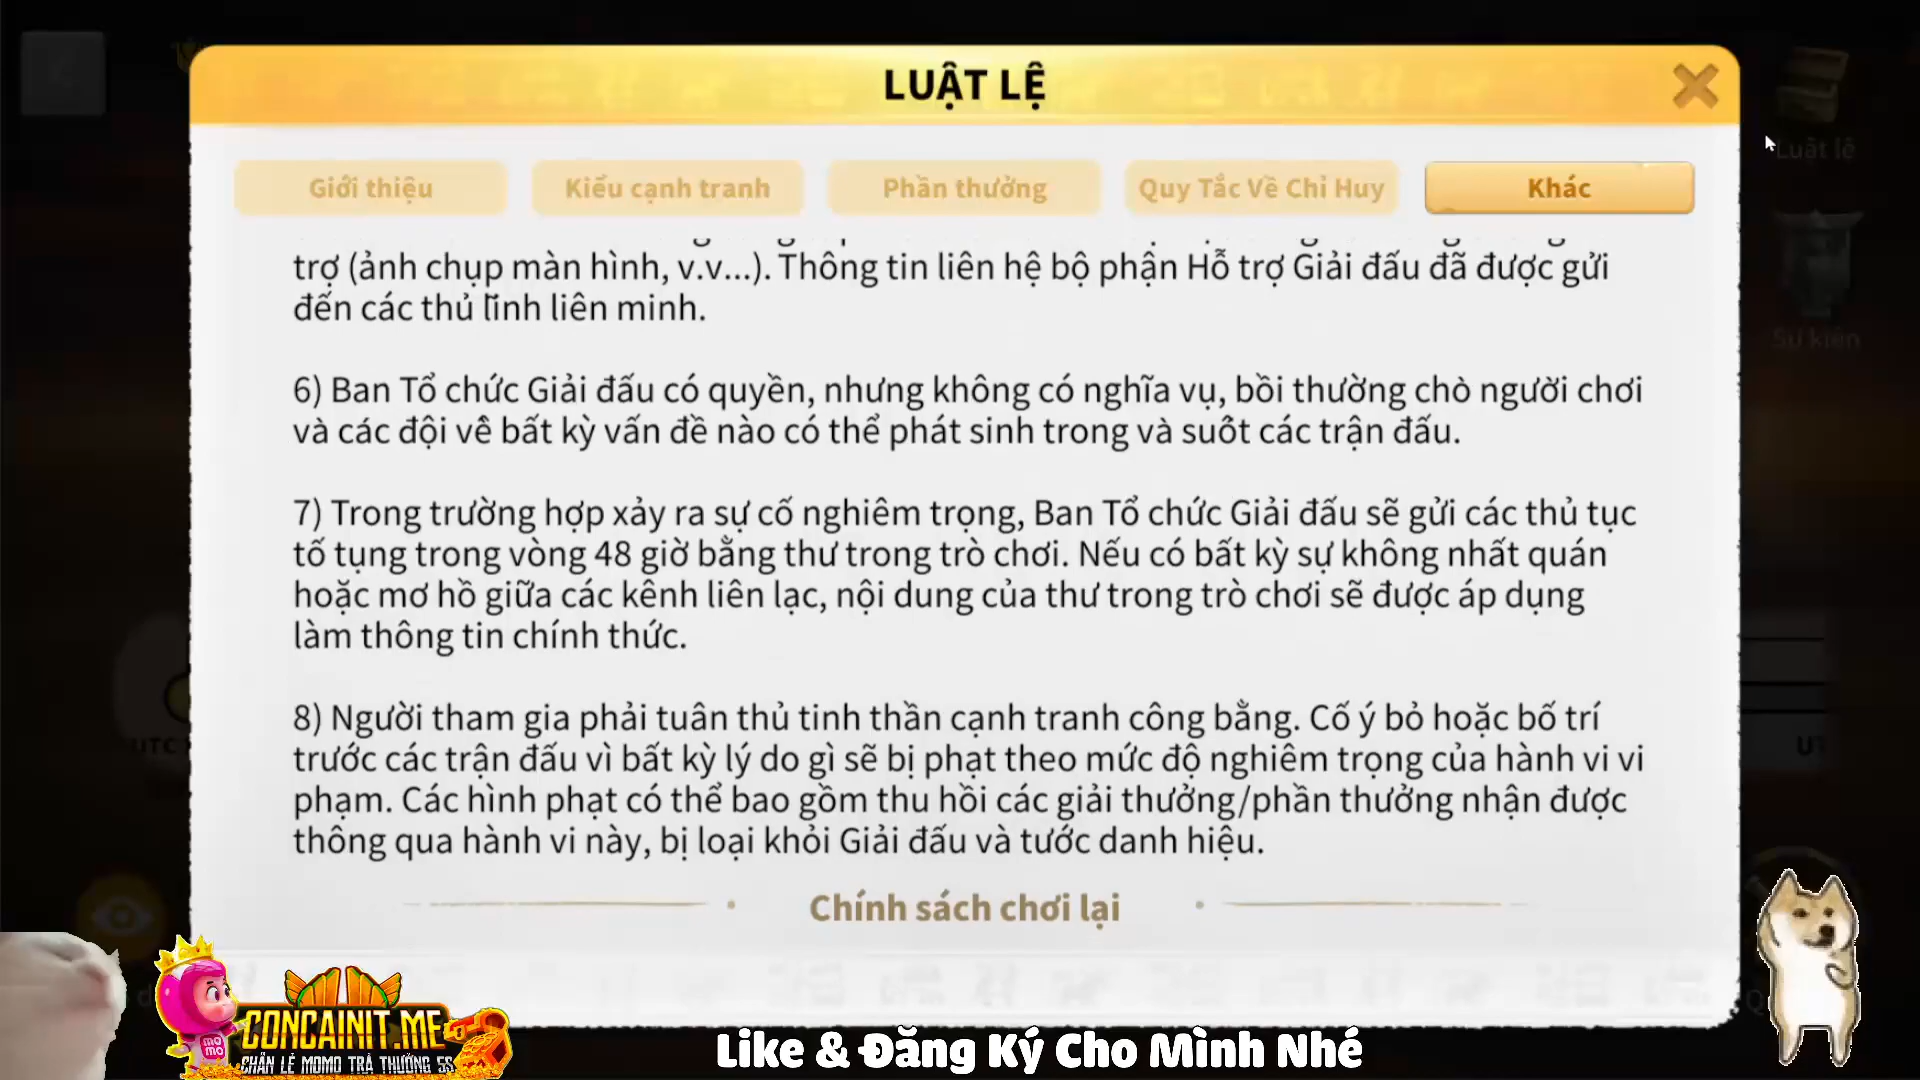 LUẬT LỆ
Luật lệ
Giới thiệu
Kiểu cạnh tranh
Phần thưởng
Quy Tắc Về Chỉ Huy
Khác
trợ (ảnh chụp màn hình, v.v...). Thông tin liên hệ bộ phận Hỗ trợ Giải đấu đã được gửi
đến các thủ lĩnh liên minh.
Sự kiện
6) Ban Tổ chức Giải đấu có quyền, nhưng không có nghĩa vụ, bồi thường chò người chơi
và các đội về bất kỳ vấn đề nào có thể phát sinh trong và suốt các trận đấu.
7) Trong trường hợp xảy ra sự cố nghiêm trọng, Ban Tổ chức Giải đấu sẽ gửi các thủ tục
tố tụng trong vòng 48 giờ bằng thư trong trò chơi. Nếu có bất kỳ sự không nhất quán
hoặc mơ hồ giữa các kênh liên lạc, nội dung của thư trong trò chơi sẽ được áp dụng
làm thông tin chính thức.
8) Người tham gia phải tuân thủ tinh thần cạnh tranh công bằng. Cố ý bỏ hoặc bố trí
trước các trận đấu vì bất kỳ lý do gì sẽ bị phạt theo mức độ nghiêm trọng của hành vi vi
phạm. Các hình phạt có thể bao gồm thu hồi các giải thưởng/phần thưởng nhận được
thông qua hành vi này, bị loại khỏi Giải đấu và tước danh hiệu.
UTC
Chính sách chơi lại
CONCAINIT.ME
mo
mo
CHẴN LẺ MOMO TRẢ THƯỞNG 5S
Like & Đăng Ký Cho Mình Nhé